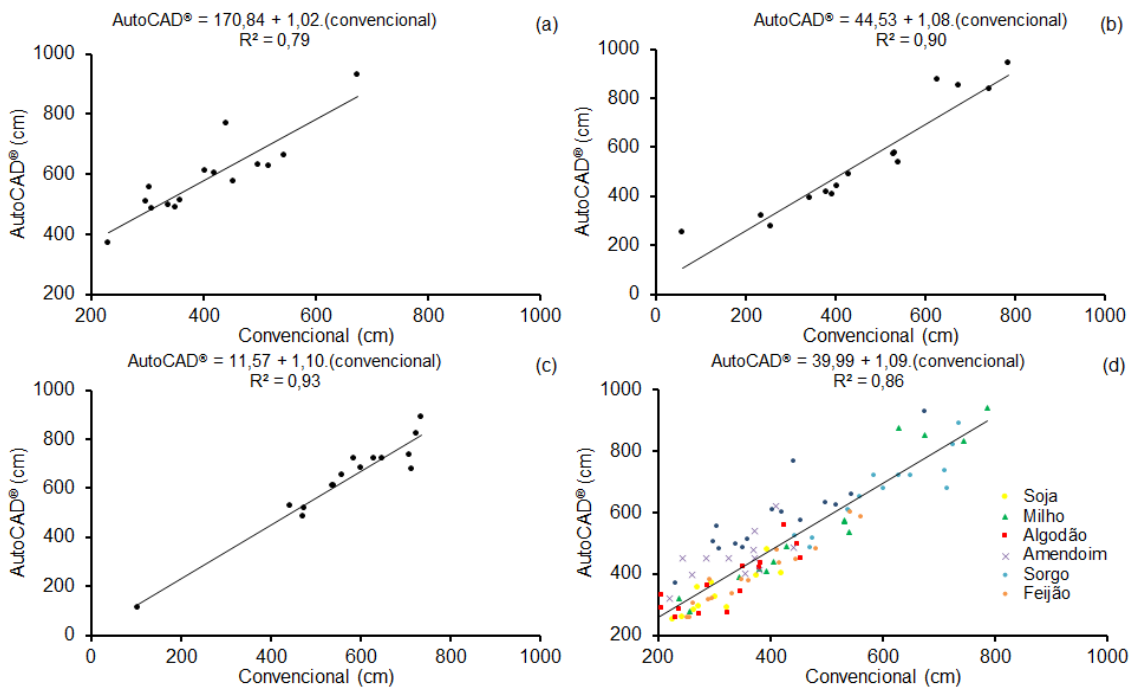 AutoCAD® = 170,84 + 1,02.(convencional)
R² = 0,79
(a)
AutoCAD® (cm)
1000
800
600
400
200
200
400
600
800
1000
Convencional (cm)
AutoCAD® = 44,53 + 1,08.(convencional)
R² = 0,90
(b)
AutoCAD® (cm)
1000
800
600
400
200
0
0
200
400
600
800
1000
Convencional (cm)
AutoCAD® = 11,57 + 1,10.(convencional)
R² = 0,93
(c)
AutoCAD® (cm)
1000
800
600
400
200
0
0
200
400
600
800
1000
Convencional (cm)
AutoCAD® = 39,99 + 1,09.(convencional)
R² = 0,86
(d)
AutoCAD® (cm)
1000
800
600
400
200
Soja
Milho
Algodão
Amendoim
Sorgo
Feijão
200
400
600
800
1000
Convencional (cm)